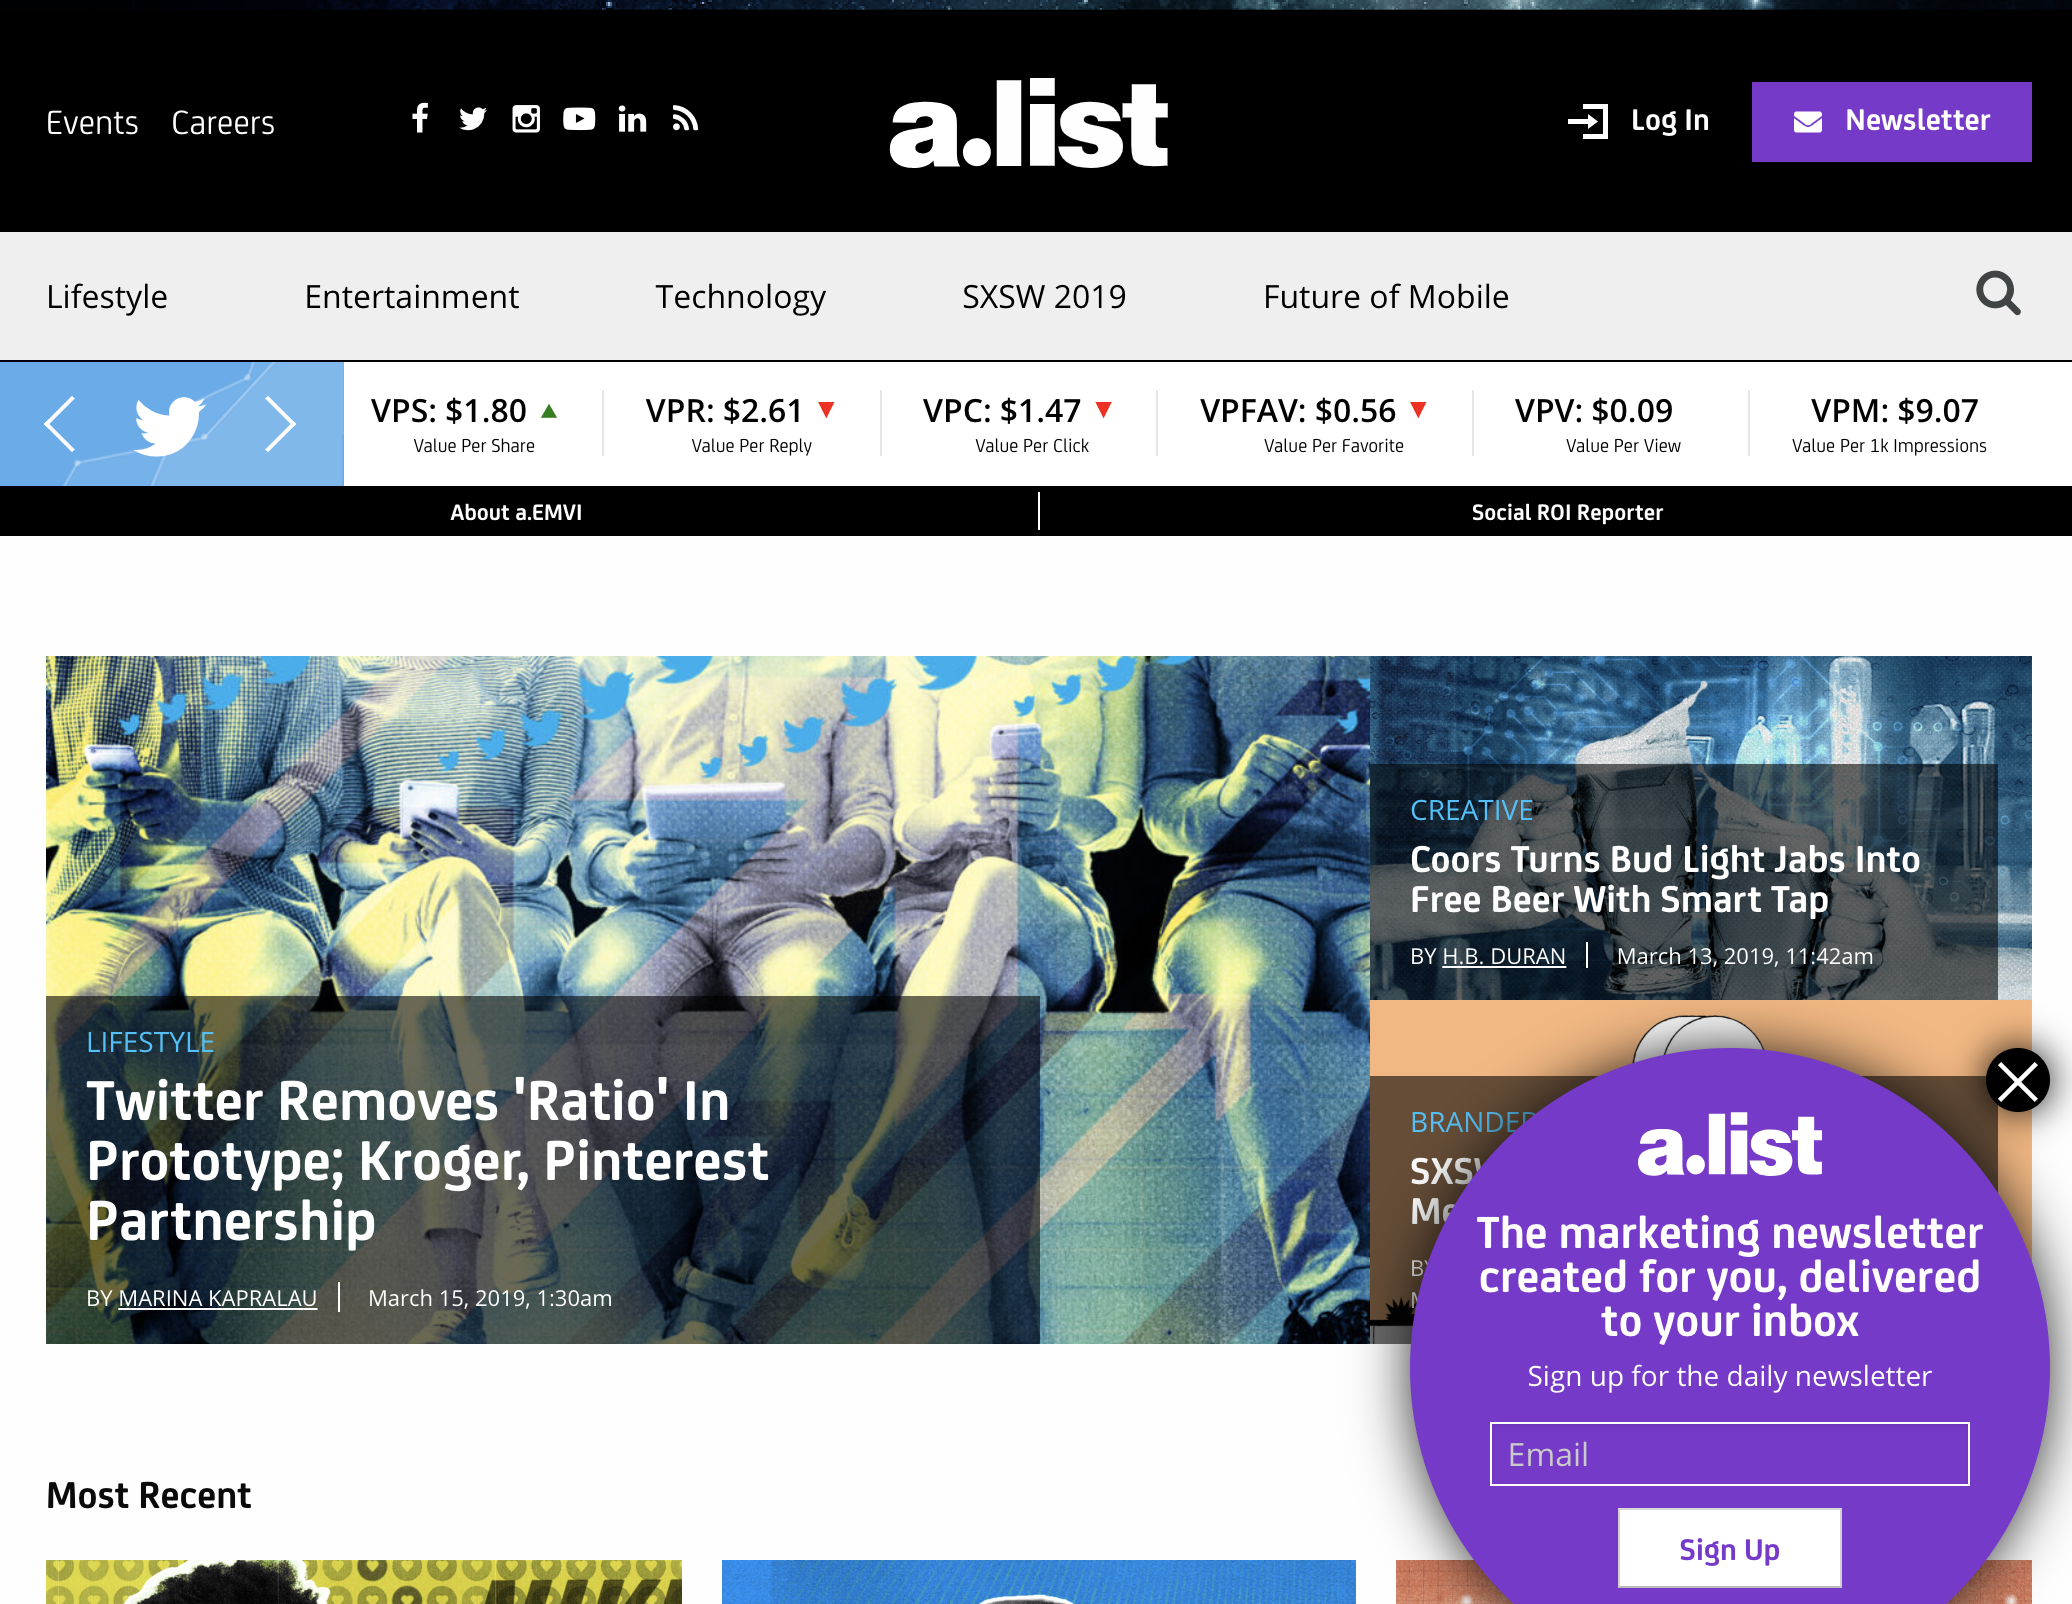 Events Careers
a.list
Log In
Newsletter
Lifestyle Entertainment Technology SXSW 2019 Future of Mobile
VPS: $1.80 VPR: $2.61 VPC: $1.47 VPFAV: $0.56 VPV: $0.09 VPM: $9.07
Value Per Share Value Per Reply Value Per Click Value Per Favorite Value Per View Value Per 1k Impressions
About a.EMVI Social ROI Reporter
LIFESTYLE
Twitter Removes 'Ratio' In
Prototype; Kroger, Pinterest
Partnership
BY MARINA KAPRALAU March 15, 2019, 1:30am
CREATIVE
Coors Turns Bud Light Jabs Into
Free Beer With Smart Tap
BY H.B. DURAN March 13, 2019, 11:42am
a.list
The marketing newsletter
created for you, delivered
to your inbox
Sign up for the daily newsletter
Email
Sign Up
Most Recent